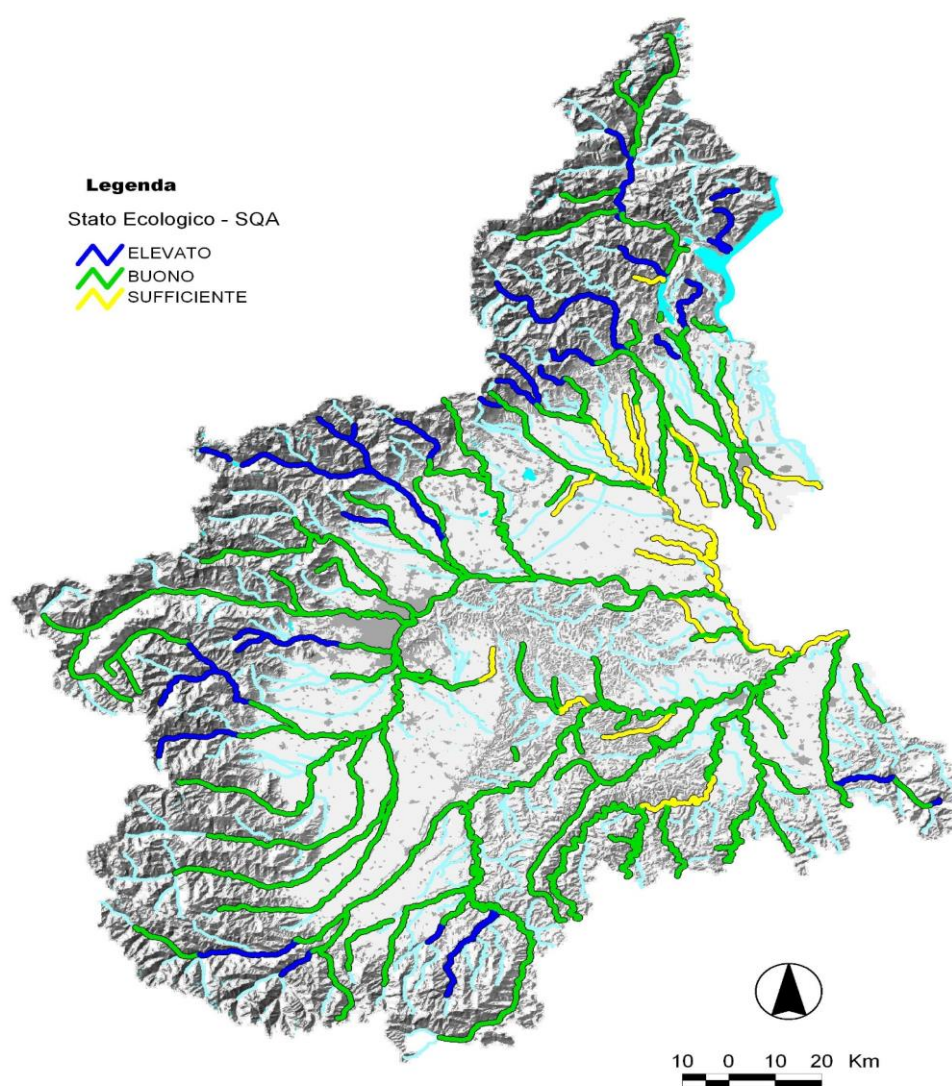 Legenda
Stato Ecologico - SQA
ELEVATO
BUONO
SUFFICIENTE
10 0 10 20 Km